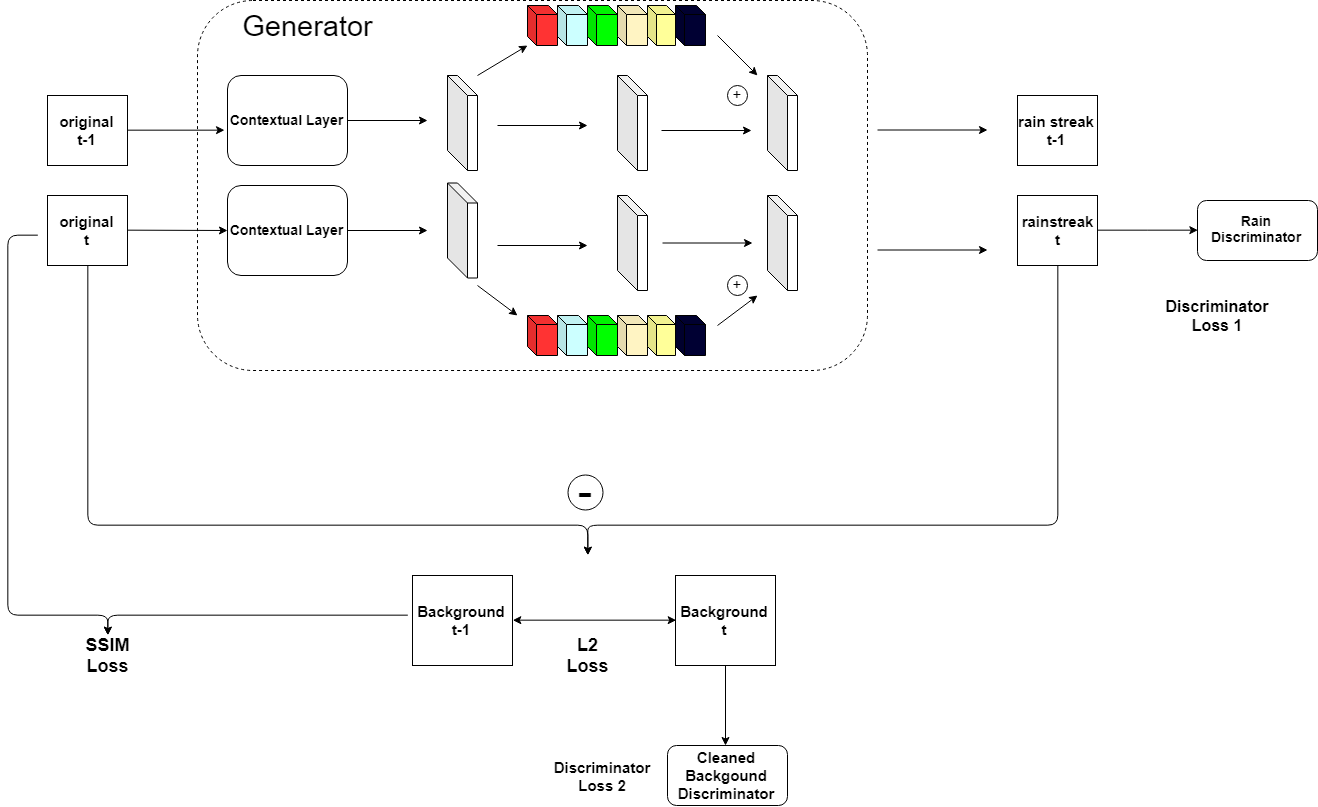 Generator
+
original
t-1
Contextual Layer
rain streak
t-1
original
t
Contextual Layer
rainstreak
t
Rain
Discriminator
+
Discriminator
Loss 1
-
Background
t-1
Background
t
SSIM
Loss
L2
Loss
Discriminator
Loss 2
Cleaned
Backgound
Discriminator